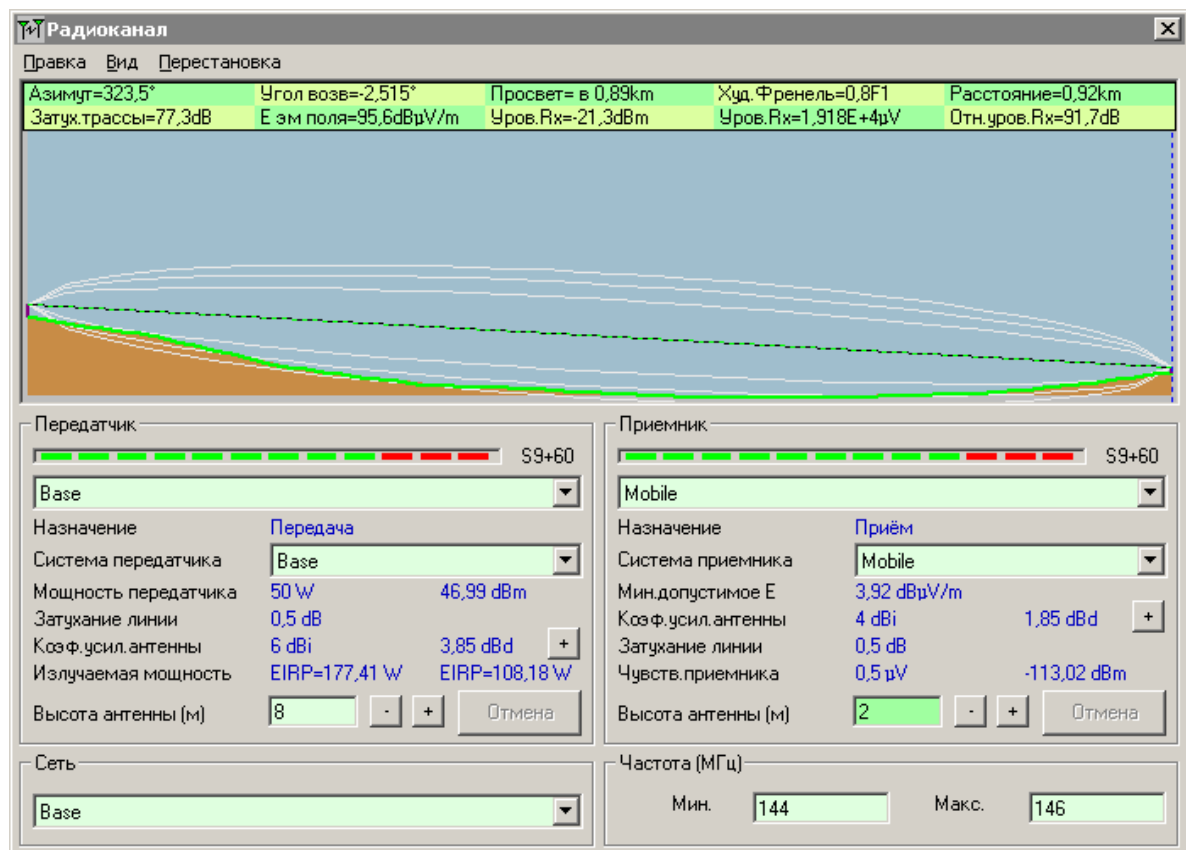 Радиоканал
Правка Вид Перестановка
Азимут=323,5° Угол возв=-2,515° Просвет= в 0,89km Худ.Френель=0,8F1 Расстояние=0,92km
Затух.трассы=77,3dB E эм поля=95,6dBµV/m Уров.Rx=-21,3dBm Уров.Rx=1,918E+4µV Отн.уров.Rx=91,7dB
Передатчик
S9+60
Base
Назначение Передача
Система передатчика Base
Мощность передатчика 50 W 46,99 dBm
Затухание линии 0,5 dB
Коэф.усил.антенны 6 dBi 3,85 dBd +
Излучаемая мощность EIRP=177,41 W EIRP=108,18 W
Высота антенны (м) 8 - + Отмена
Приемник
S9+60
Mobile
Назначение Приём
Система приемника Mobile
Мин.допустимое E 3,92 dBµV/m
Коэф.усил.антенны 4 dBi 1,85 dBd +
Затухание линии 0,5 dB
Чувств.приемника 0,5 µV -113,02 dBm
Высота антенны (м) 2 - + Отмена
Сеть
Base
Частота (МГц)
Мин. 144 Макс. 146